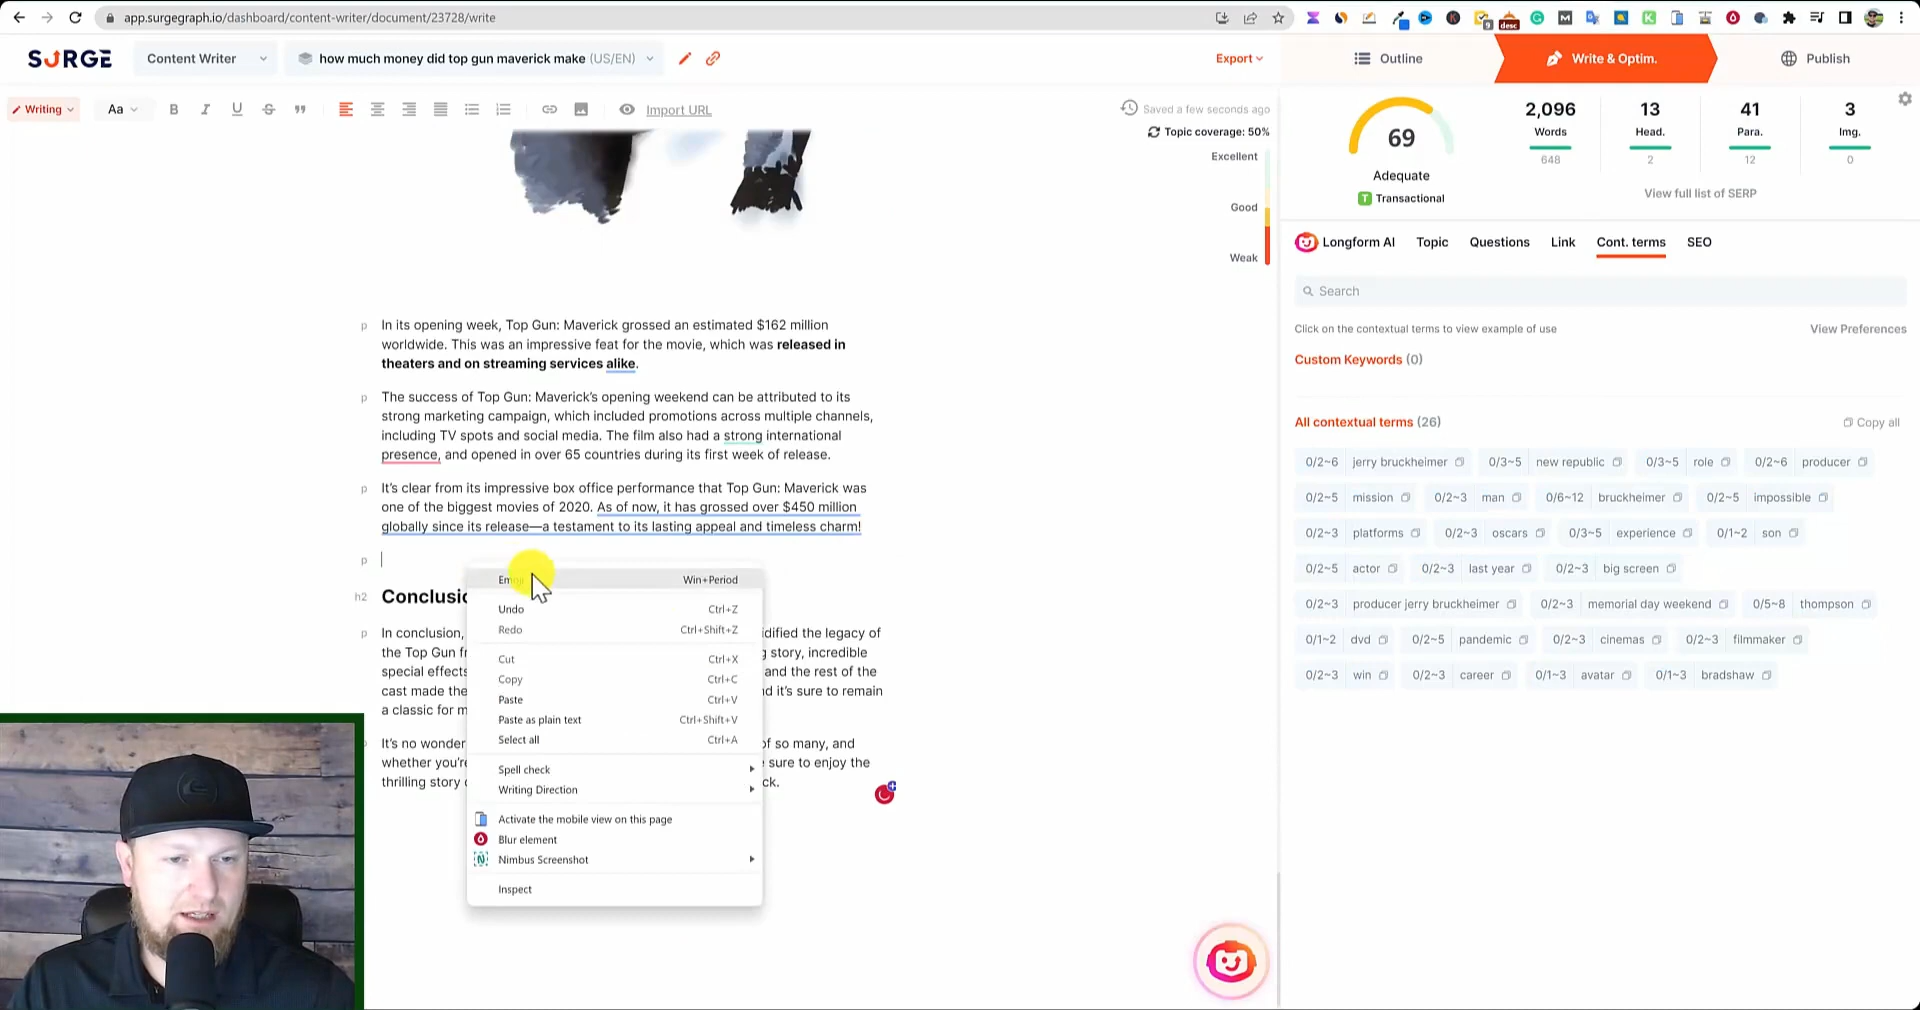 app.surgegraph.io/dashboard/content-writer/document/23728/write
9
desc
SURGE
Content Writer
how much money did top gun maverick make (US/EN)
Export
Outline
Write & Optim.
Publish
Writing
Aa
B
I
U
S
Import URL
Saved a few seconds ago
Topic coverage: 50%
Excellent
Good
Weak
69
Adequate
T Transactional
2,096
Words
648
13
Head.
2
41
Para.
12
3
Img.
0
View full list of SERP
Longform AI
Topic
Questions
Link
Cont. terms
SEO
Search
Click on the contextual terms to view example of use
View Preferences
Custom Keywords (0)
All contextual terms (26)
Copy all
0/2~6 jerry bruckheimer
0/3~5 new republic
0/3~5 role
0/2~6 producer
0/2~5 mission
0/2~3 man
0/6~12 bruckheimer
0/2~5 impossible
0/2~3 platforms
0/2~3 oscars
0/3~5 experience
0/1~2 son
0/2~5 actor
0/2~3 last year
0/2~3 big screen
0/2~3 producer jerry bruckheimer
0/2~3 memorial day weekend
0/5~8 thompson
0/1~2 dvd
0/2~5 pandemic
0/2~3 cinemas
0/2~3 filmmaker
0/2~3 win
0/2~3 career
0/1~3 avatar
0/1~3 bradshaw
p In its opening week, Top Gun: Maverick grossed an estimated $162 million
worldwide. This was an impressive feat for the movie, which was released in
theaters and on streaming services alike.
p The success of Top Gun: Maverick's opening weekend can be attributed to its
strong marketing campaign, which included promotions across multiple channels,
including TV spots and social media. The film also had a strong international
presence, and opened in over 65 countries during its first week of release.
p It's clear from its impressive box office performance that Top Gun: Maverick was
one of the biggest movies of 2020. As of now, it has grossed over $450 million
globally since its release—a testament to its lasting appeal and timeless charm!
p
h2 Conclusio
p In conclusion, dified the legacy of
the Top Gun fr g story, incredible
special effects and the rest of the
cast made the nd it's sure to remain
a classic for m
It's no wonder of so many, and
whether you're sure to enjoy the
thrilling story ck.
Emoji Win+Period
Undo Ctrl+Z
Redo Ctrl+Shift+Z
Cut Ctrl+X
Copy Ctrl+C
Paste Ctrl+V
Paste as plain text Ctrl+Shift+V
Select all Ctrl+A
Spell check
Writing Direction
Activate the mobile view on this page
Blur element
Nimbus Screenshot
Inspect